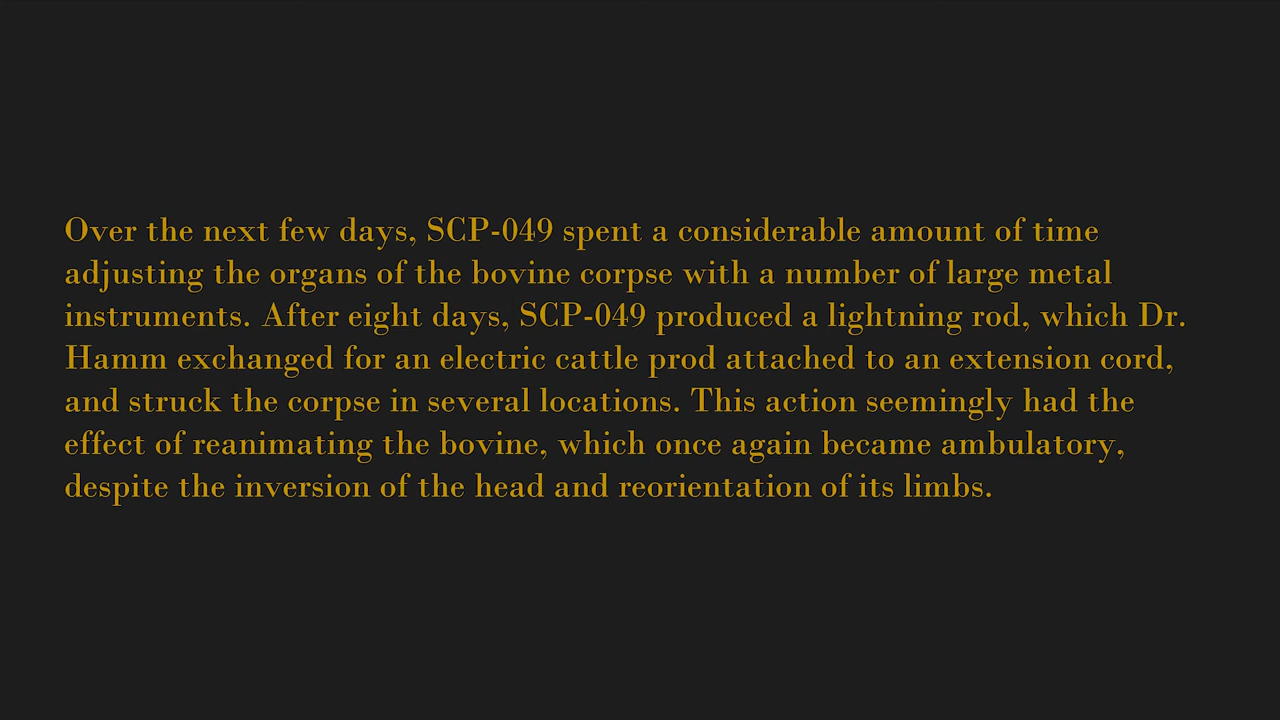 Over the next few days, SCP-049 spent a considerable amount of time
adjusting the organs of the bovine corpse with a number of large metal
instruments. After eight days, SCP-049 produced a lightning rod, which Dr.
Hamm exchanged for an electric cattle prod attached to an extension cord,
and struck the corpse in several locations. This action seemingly had the
effect of reanimating the bovine, which once again became ambulatory,
despite the inversion of the head and reorientation of its limbs.